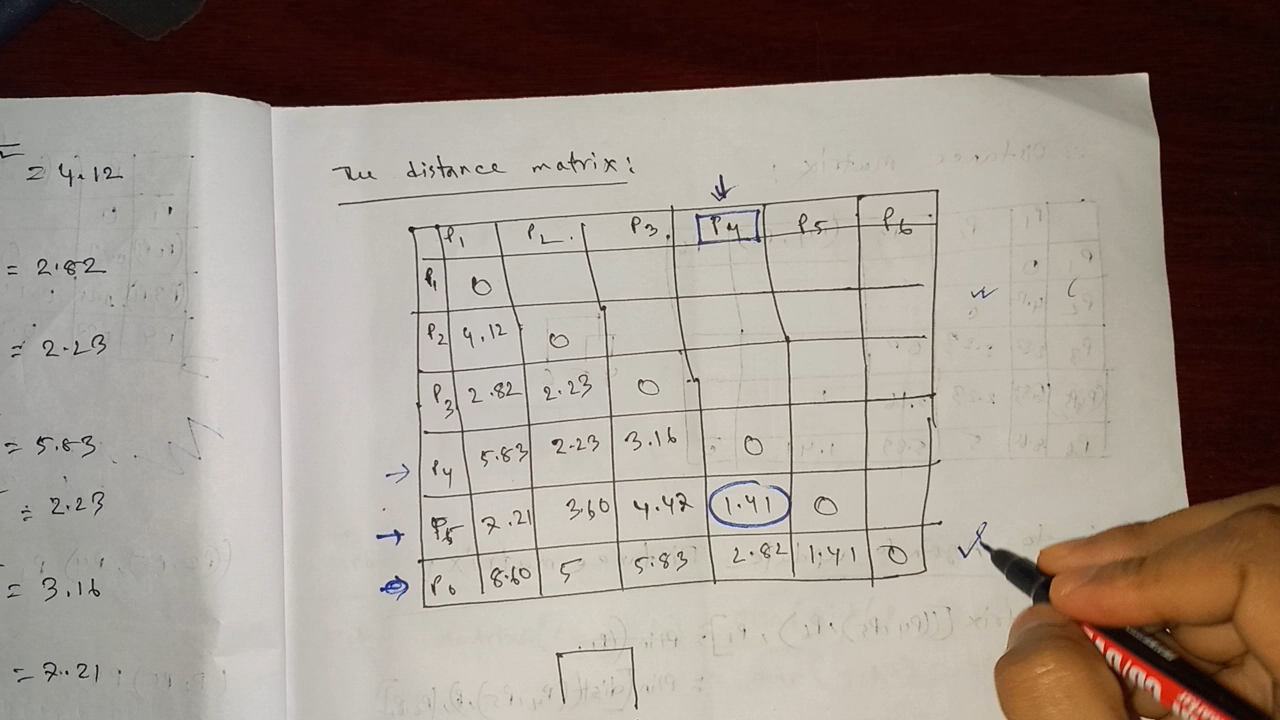 = 4.12
= 2.82
= 2.23
= 5.83
= 2.23
= 3.16
= 7.21
The distance matrix:
P1 P2 P3 P4 P5 P6
P1 0
P2 4.12 0
P3 2.82 2.23 0
P4 5.83 2.23 3.16 0
P5 7.21 3.60 4.47 1.41 0
P6 8.60 5 5.83 2.82 1.41 0